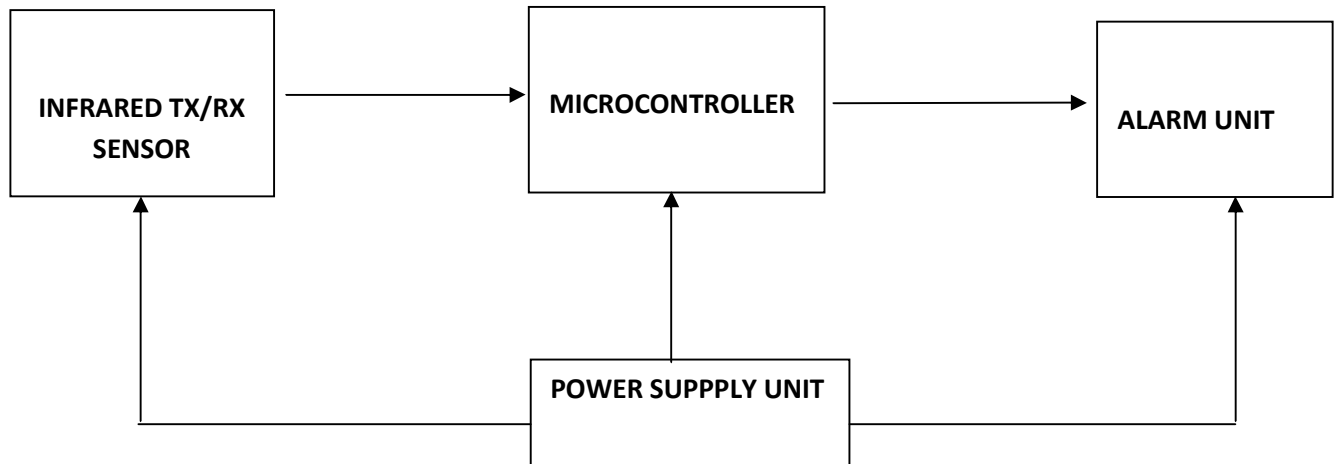 INFRARED TX/RX
SENSOR
MICROCONTROLLER
ALARM UNIT
POWER SUPPPLY UNIT